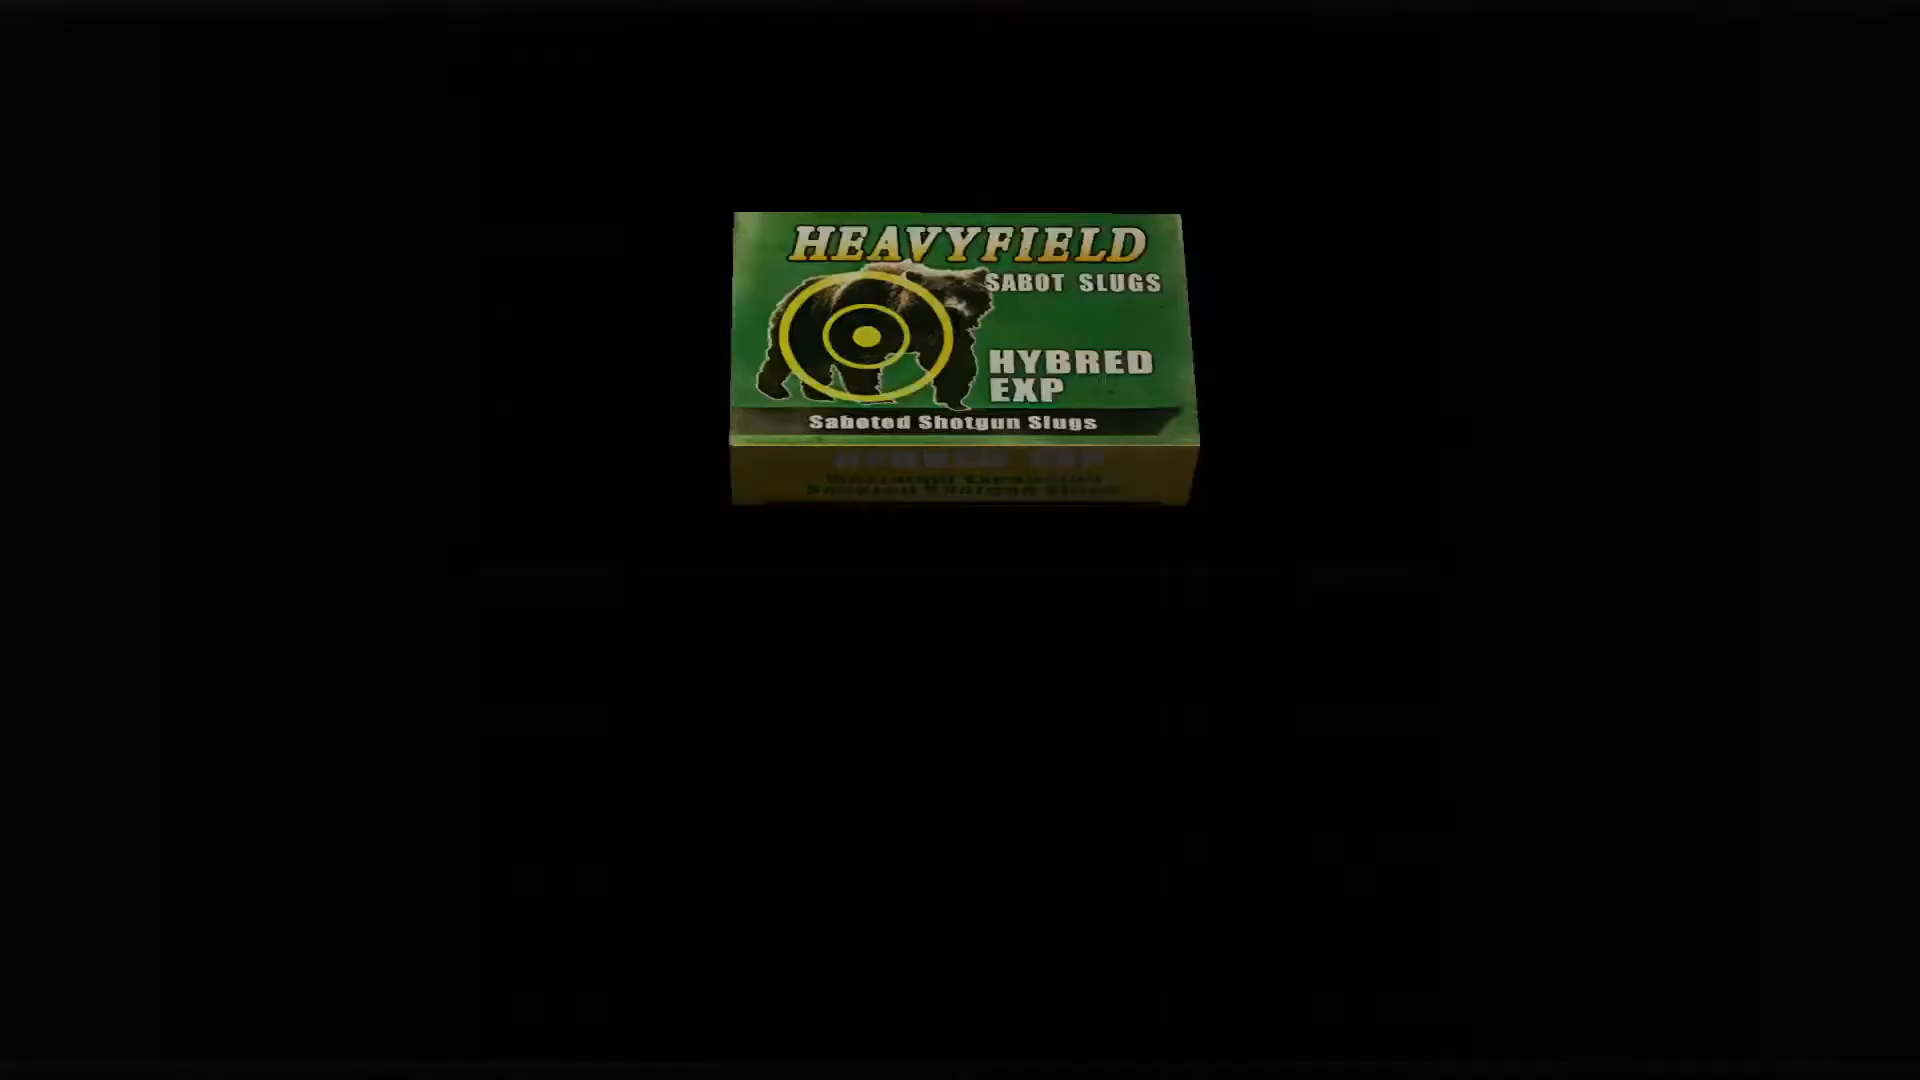 HEAVYFIELD
SABOT SLUGS
HYBRED
EXP
Saboted Shotgun Slugs